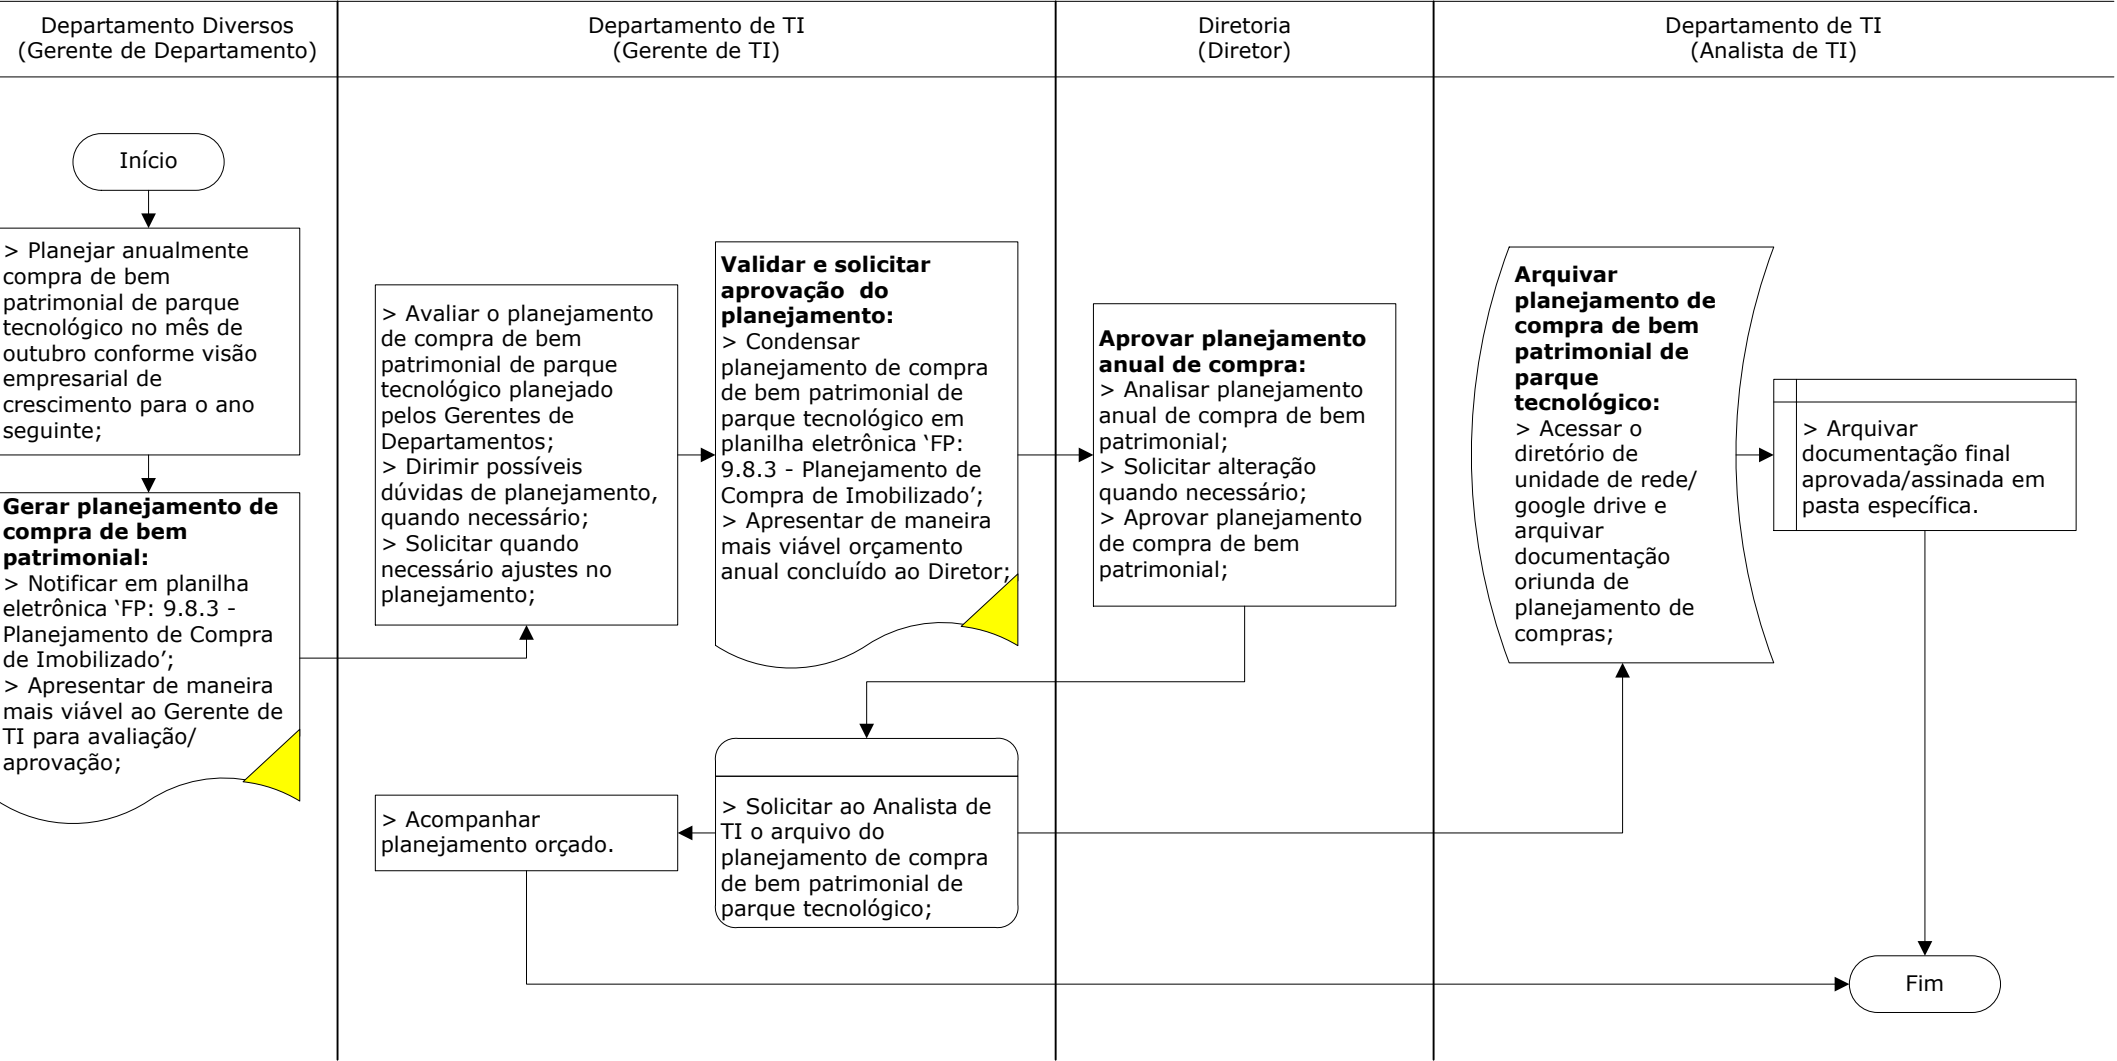 Departamento Diversos
(Gerente de Departamento)
Departamento de TI
(Gerente de TI)
Diretoria
(Diretor)
Departamento de TI
(Analista de TI)
Início
> Planejar anualmente
compra de bem
patrimonial de parque
tecnológico no mês de
outubro conforme visão
empresarial de
crescimento para o ano
seguinte;
Gerar planejamento de
compra de bem
patrimonial:
> Notificar em planilha
eletrônica ‘FP: 9.8.3 -
Planejamento de Compra
de Imobilizado’;
> Apresentar de maneira
mais viável ao Gerente de
TI para avaliação/
aprovação;
> Avaliar o planejamento
de compra de bem
patrimonial de parque
tecnológico planejado
pelos Gerentes de
Departamentos;
> Dirimir possíveis
dúvidas de planejamento,
quando necessário;
> Solicitar quando
necessário ajustes no
planejamento;
Validar e solicitar
aprovação  do
planejamento:
> Condensar
planejamento de compra
de bem patrimonial de
parque tecnológico em
planilha eletrônica ‘FP:
9.8.3 - Planejamento de
Compra de Imobilizado’;
> Apresentar de maneira
mais viável orçamento
anual concluído ao Diretor;
Aprovar planejamento
anual de compra:
> Analisar planejamento
anual de compra de bem
patrimonial;
> Solicitar alteração
quando necessário;
> Aprovar planejamento
de compra de bem
patrimonial;
> Solicitar ao Analista de
TI o arquivo do
planejamento de compra
de bem patrimonial de
parque tecnológico;
> Acompanhar
planejamento orçado.
Arquivar
planejamento de
compra de bem
patrimonial de
parque
tecnológico:
> Acessar o
diretório de
unidade de rede/
google drive e
arquivar
documentação
oriunda de
planejamento de
compras;
> Arquivar
documentação final
aprovada/assinada em
pasta específica.
Fim